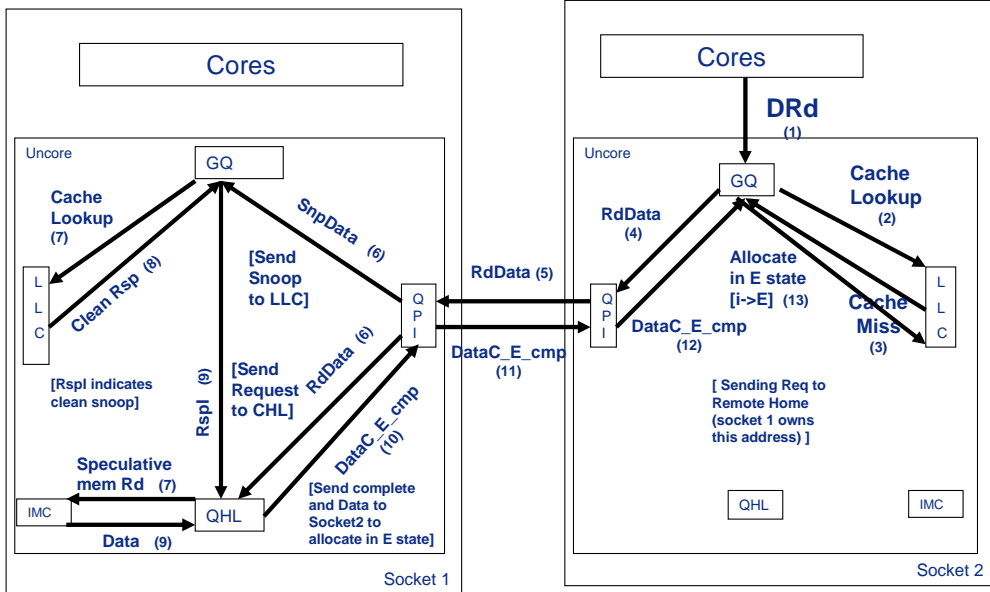 Cores
Uncore
GQ
Cache
Lookup
(7)
SnpData (6)
Clean Rsp (8)
[Send
Snoop
to LLC]
L
L
C
Q
P
I
[RspI indicates
clean snoop]
RspI (9)
[Send
Request
to CHL]
RdData (6)
DataC_E_cmp
(10)
Speculative
mem Rd (7)
IMC
QHL
Data (9)
[Send complete
and Data to
Socket2 to
allocate in E state]
Socket 1
RdData (5)
DataC_E_cmp
(11)
Cores
DRd
(1)
Uncore
GQ
Cache
Lookup
(2)
RdData
(4)
Allocate
in E state
[i->E] (13)
Q
P
I
L
L
C
DataC_E_cmp
(12)
Cache
Miss
(3)
[ Sending Req to
Remote Home
(socket 1 owns
this address) ]
QHL
IMC
Socket 2